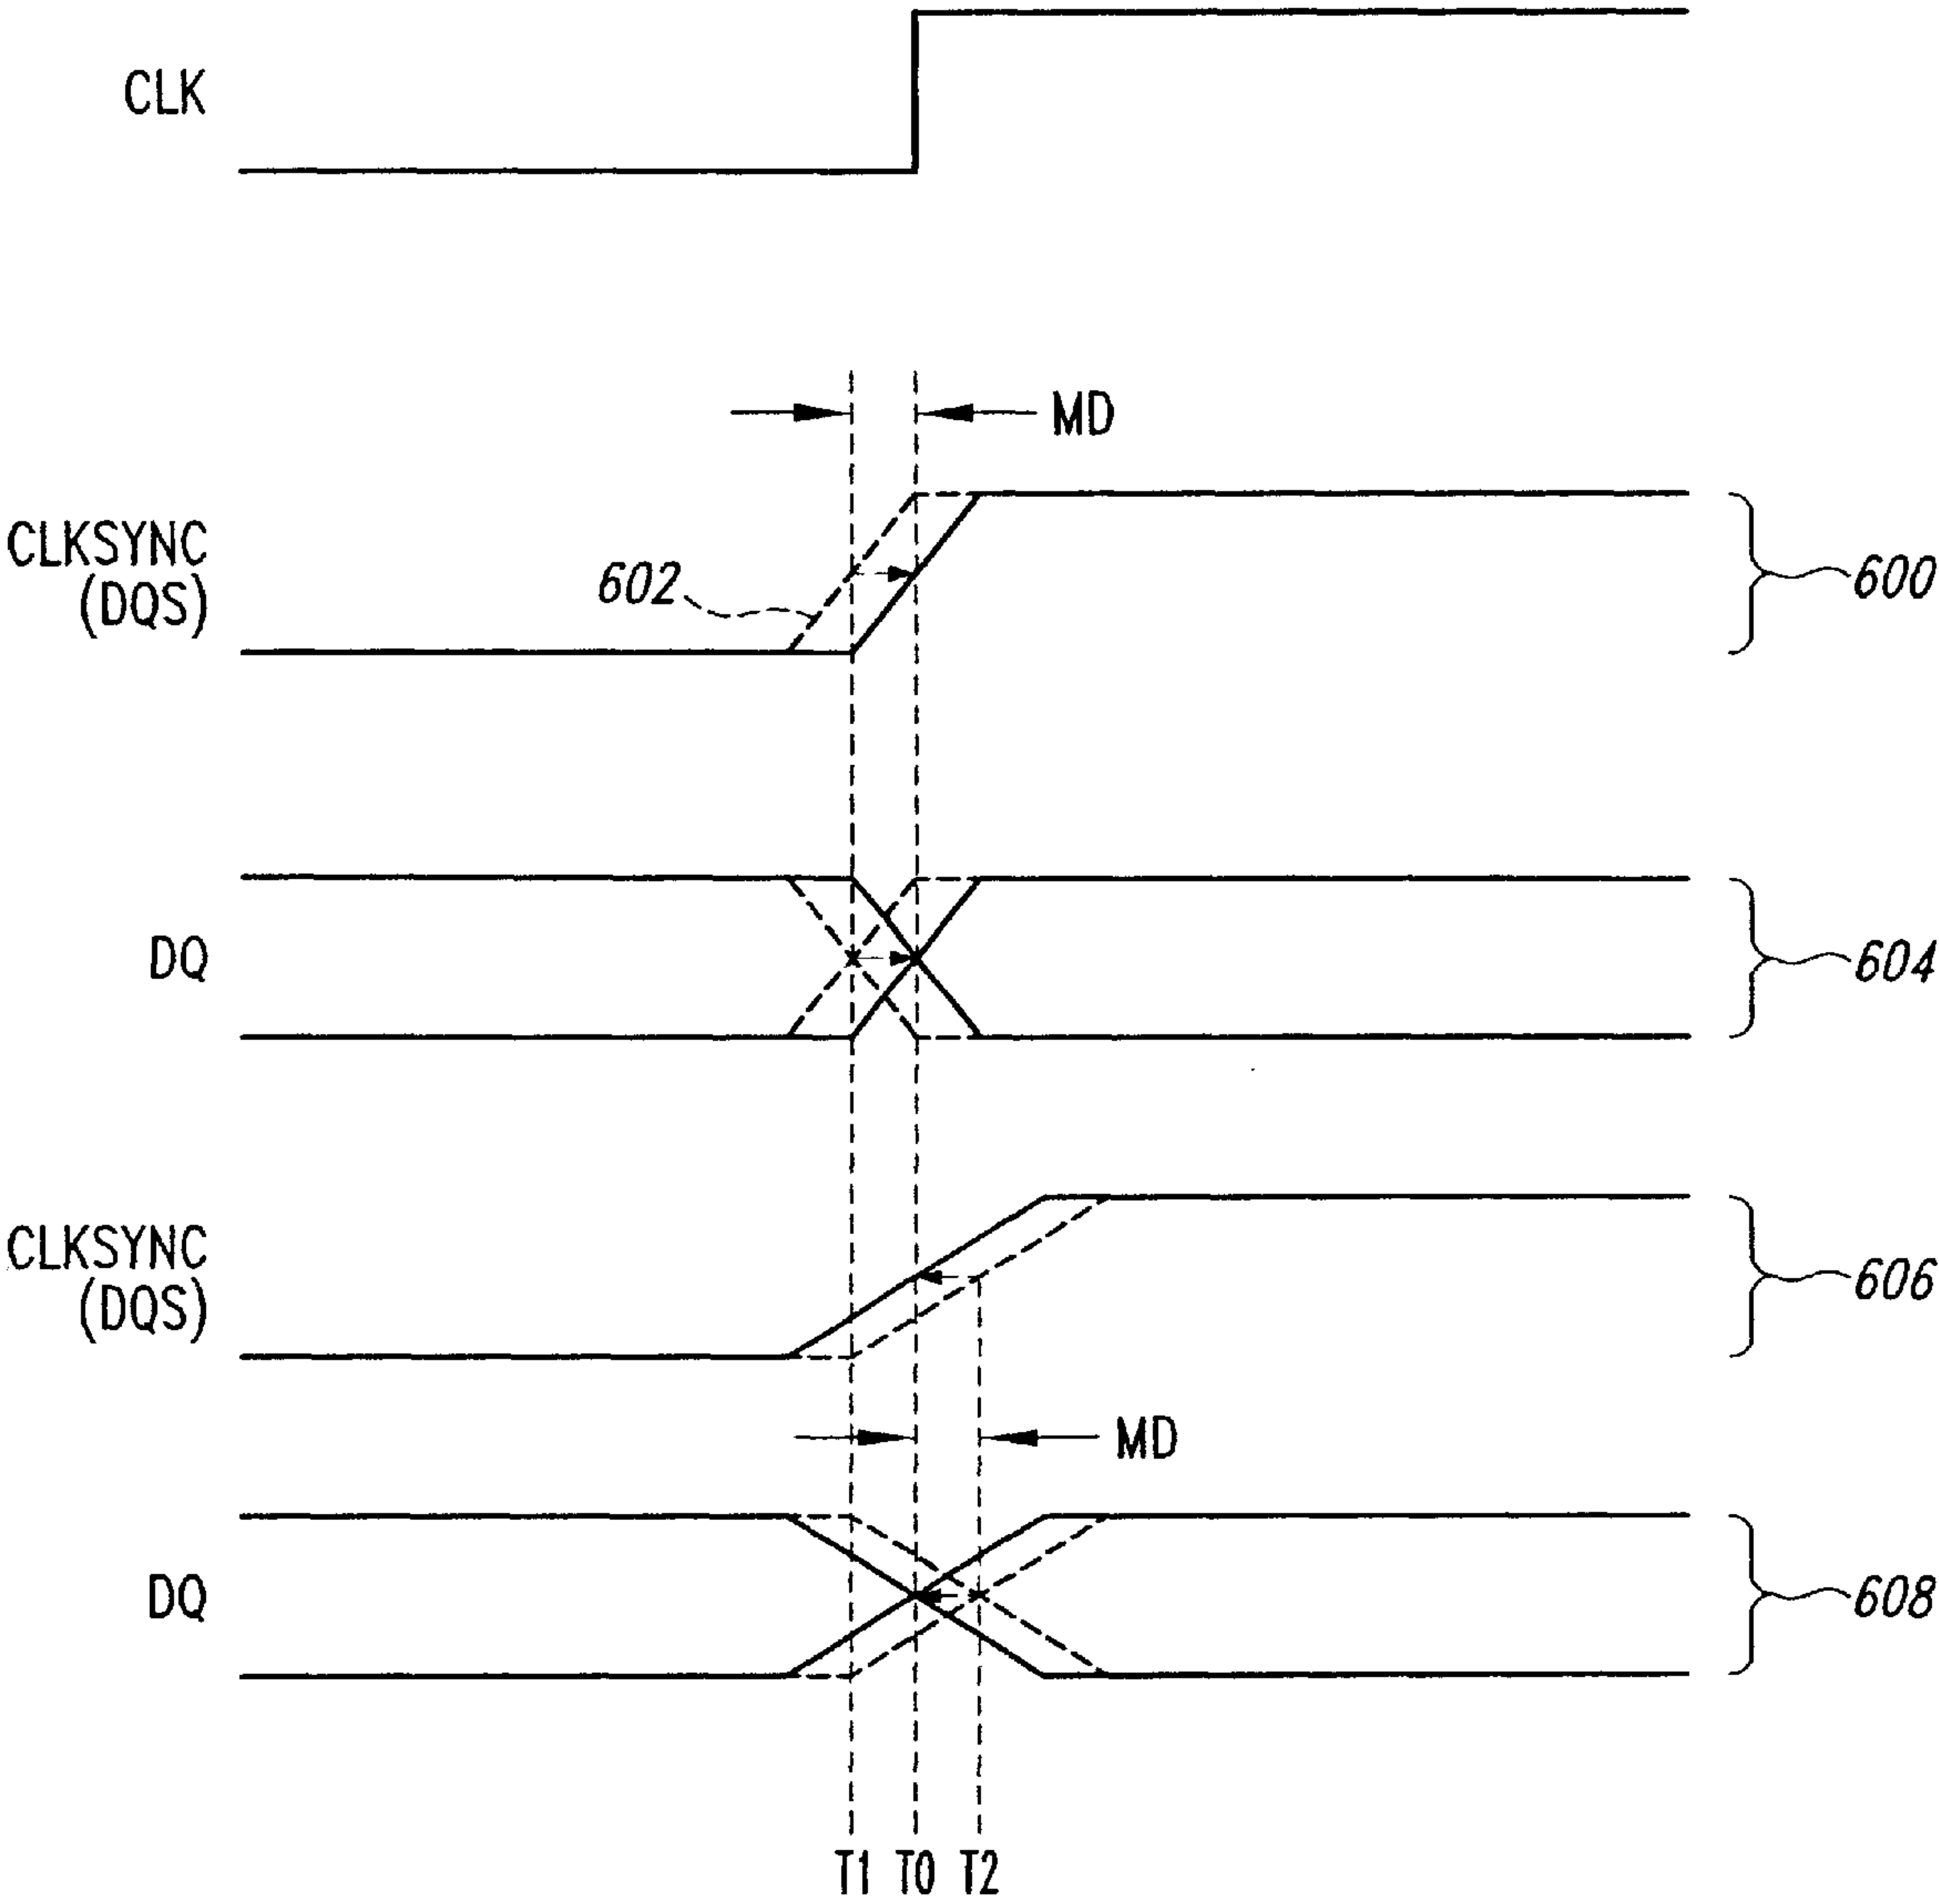 CLK
MD
CLKSYNC
(DQS)
602
600
DQ
604
CLKSYNC
(DQS)
606
MD
DQ
608
T1 T0 T2